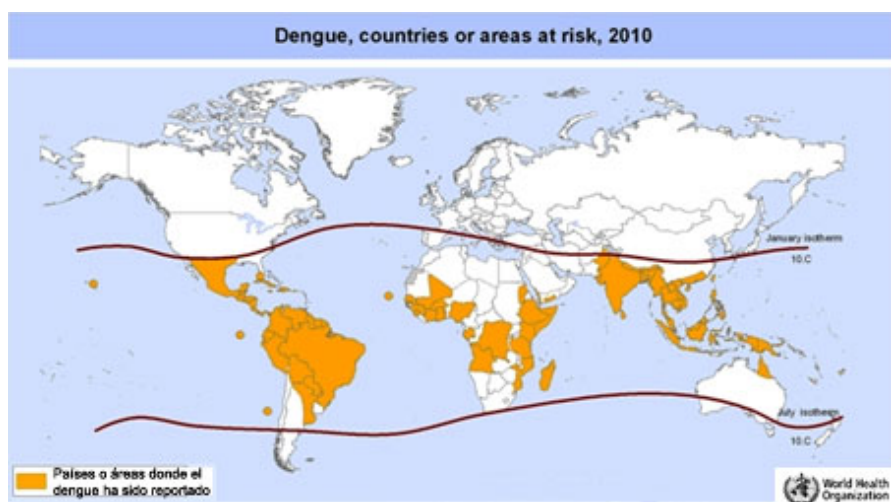 Dengue, countries or areas at risk, 2010
January isotherm
10.C
July isotherm
10.C
Países o áreas donde el
dengue ha sido reportado
World Health
Organization